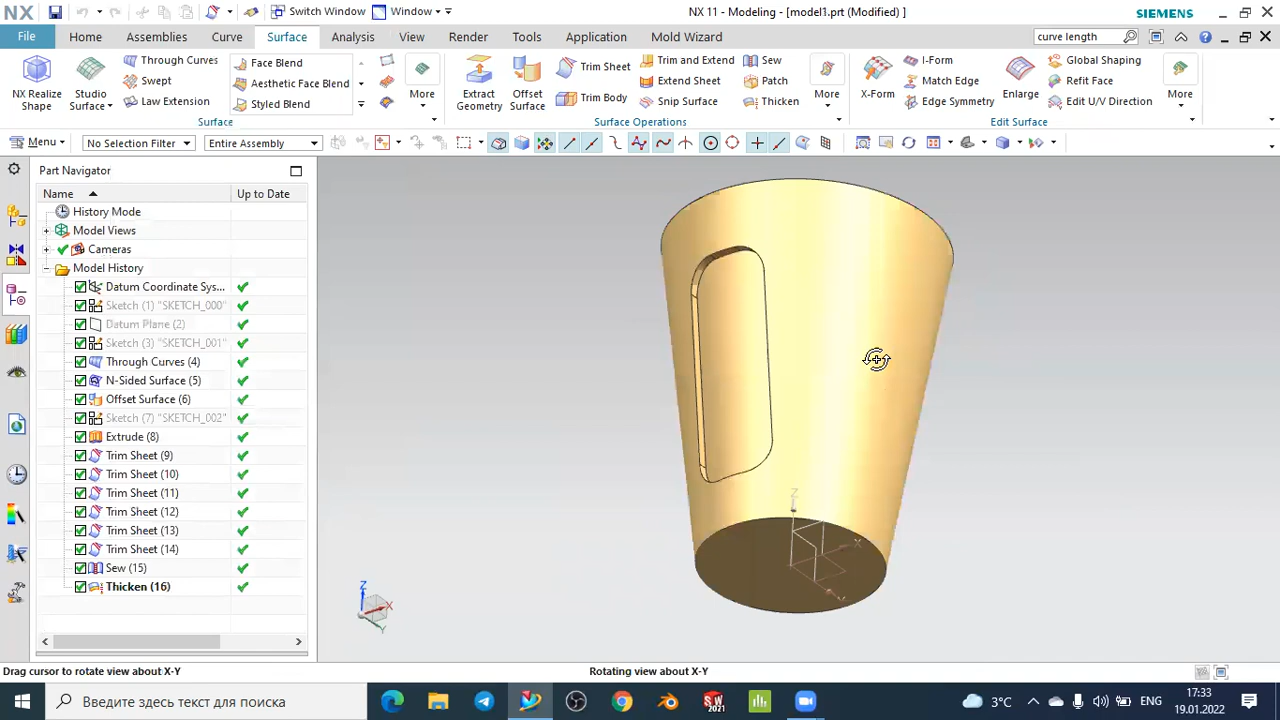 NX Switch Window Window NX 11 - Modeling - [model1.prt (Modified) ] SIEMENS
File Home Assemblies Curve Surface Analysis View Render Tools Application Mold Wizard curve length
Through Curves Face Blend Trim Sheet Trim and Extend Sew I-Form Global Shaping
Swept Aesthetic Face Blend Extend Sheet Patch Match Edge Refit Face
Law Extension Styled Blend Trim Body Snip Surface Thicken Edge Symmetry Edit U/V Direction
NX Realize Shape Studio Surface More Extract Geometry Offset Surface More X-Form Enlarge More
Surface Surface Operations Edit Surface
Menu No Selection Filter Entire Assembly
Part Navigator
Name Up to Date
History Mode
Model Views
Cameras
Model History
Datum Coordinate Sys...
Sketch (1) "SKETCH_000"
Datum Plane (2)
Sketch (3) "SKETCH_001"
Through Curves (4)
N-Sided Surface (5)
Offset Surface (6)
Sketch (7) "SKETCH_002"
Extrude (8)
Trim Sheet (9)
Trim Sheet (10)
Trim Sheet (11)
Trim Sheet (12)
Trim Sheet (13)
Trim Sheet (14)
Sew (15)
Thicken (16)
Z
X
Y
Z
X
Y
Drag cursor to rotate view about X-Y Rotating view about X-Y
Введите здесь текст для поиска SW 2021 3°C ENG 17:33
19.01.2022